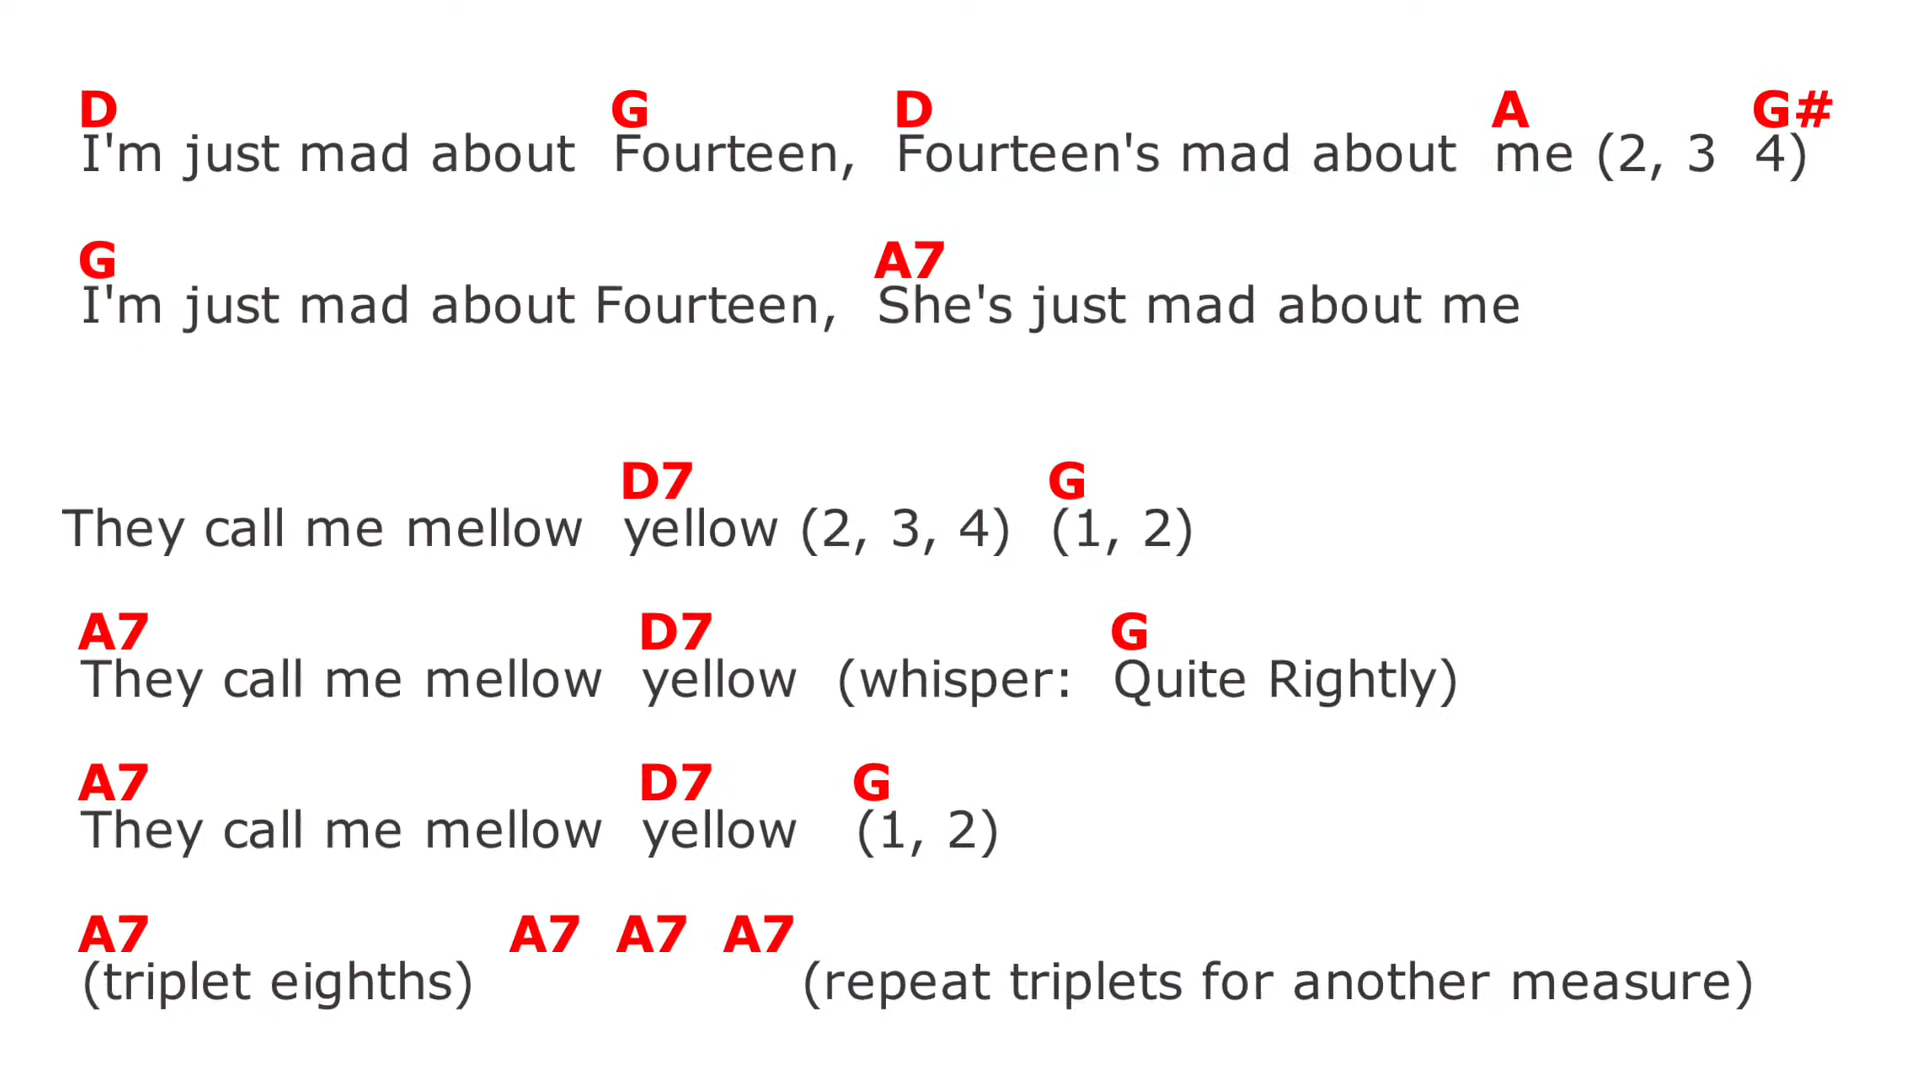 D G D A G#
I'm just mad about Fourteen, Fourteen's mad about me (2, 3 4)
G A7
I'm just mad about Fourteen, She's just mad about me
D7 G
They call me mellow yellow (2, 3, 4) (1, 2)
A7 D7 G
They call me mellow yellow (whisper: Quite Rightly)
A7 D7 G
They call me mellow yellow (1, 2)
A7 A7 A7 A7
(triplet eighths) (repeat triplets for another measure)